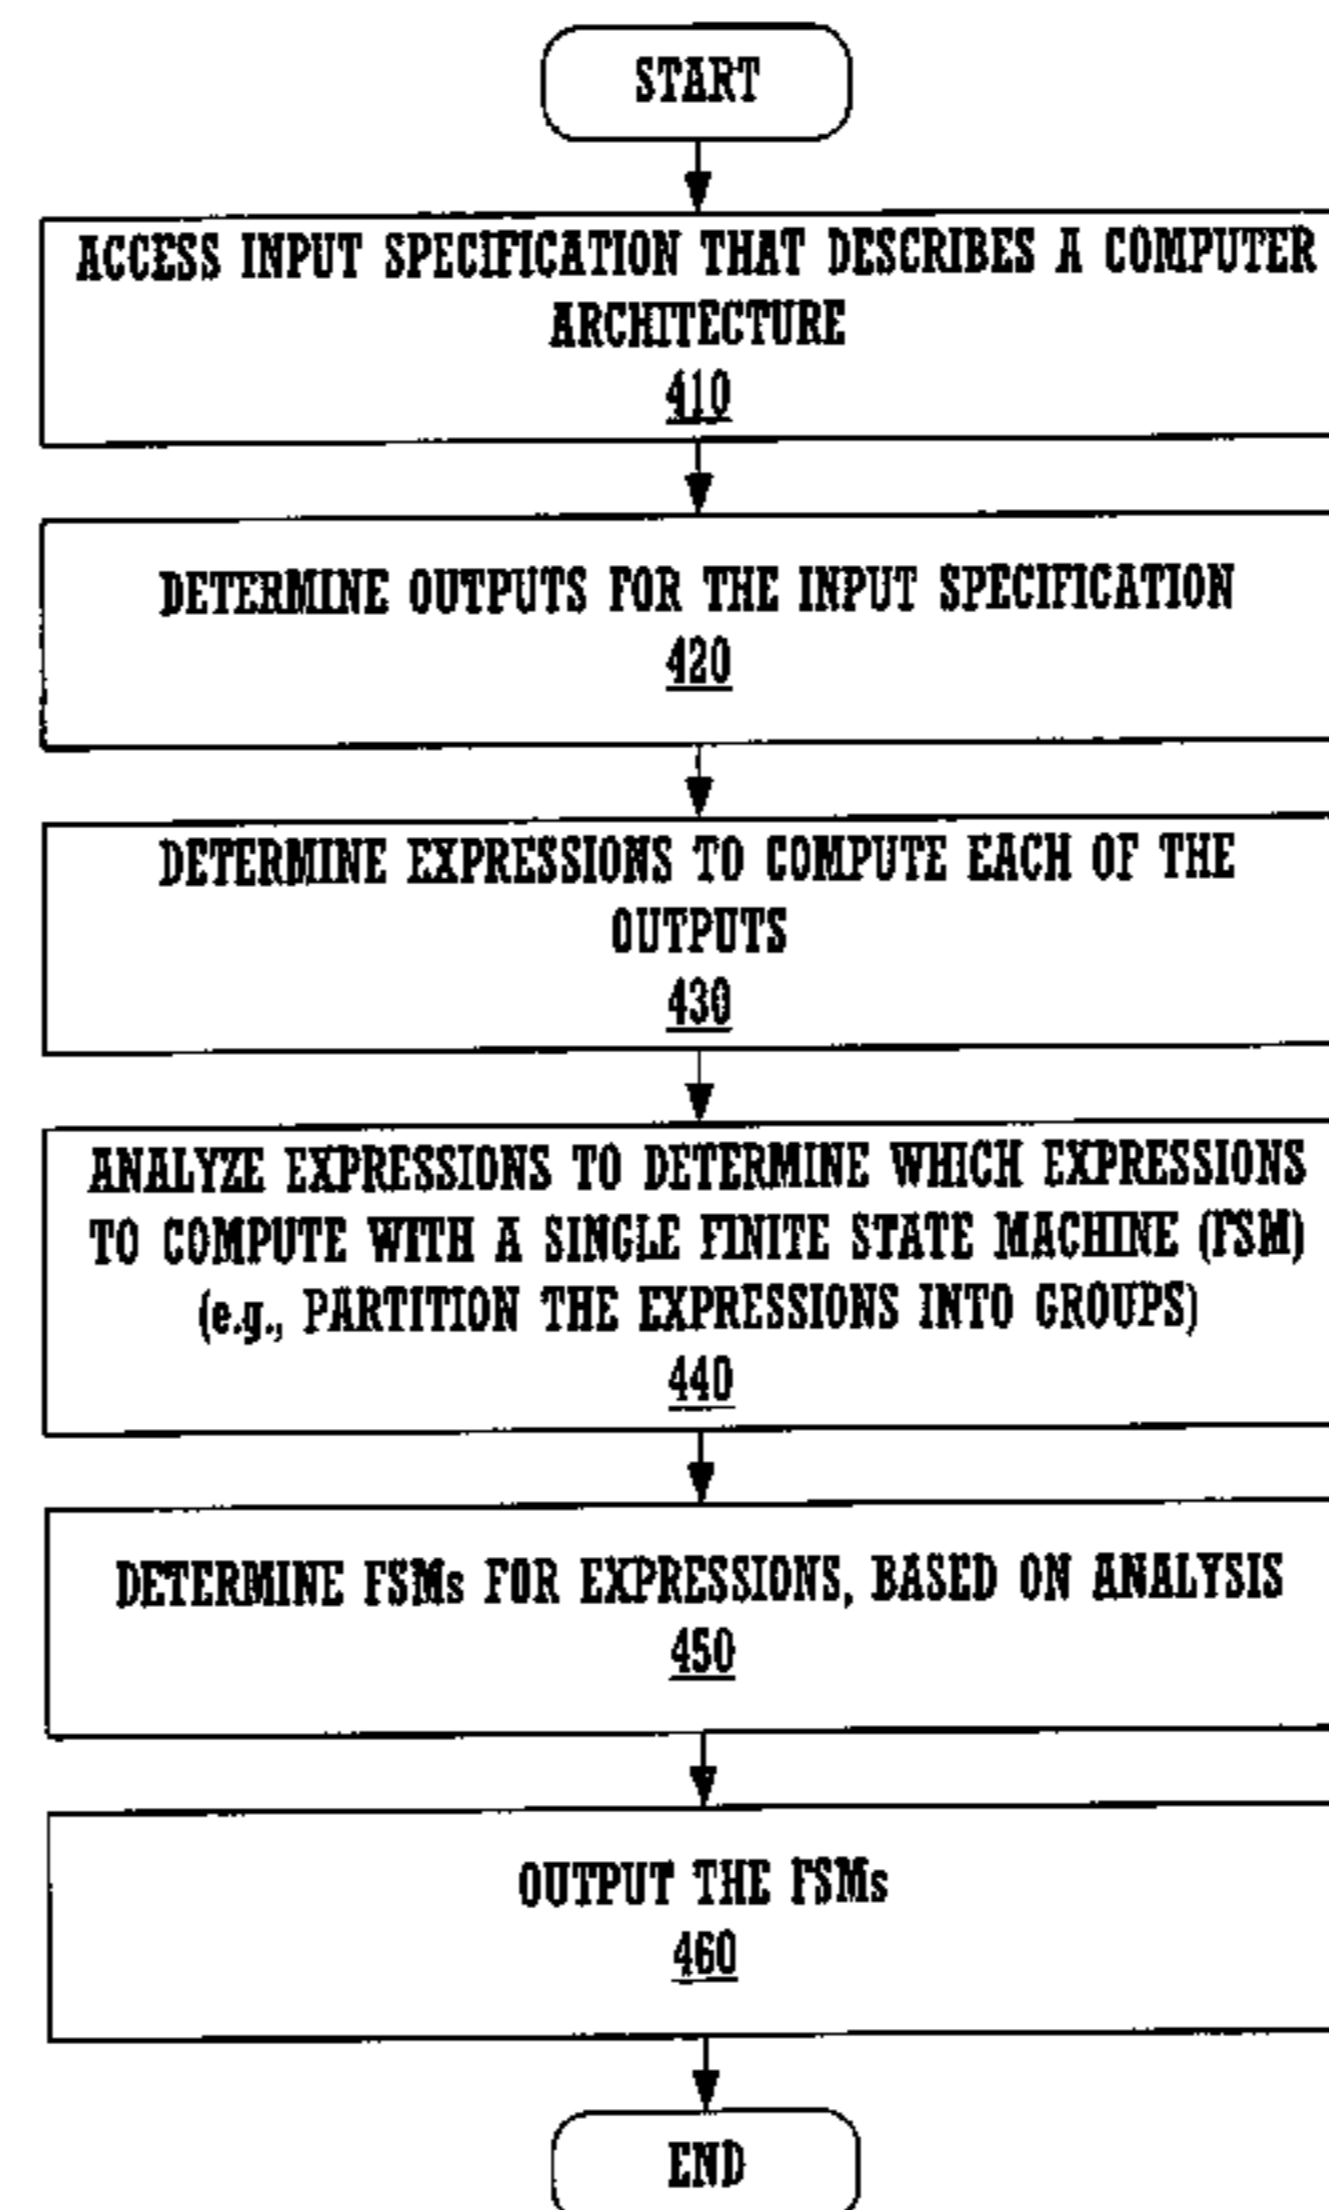 START
ACCESS INPUT SPECIFICATION THAT DESCRIBES A COMPUTER
ARCHITECTURE
410
DETERMINE OUTPUTS FOR THE INPUT SPECIFICATION
420
DETERMINE EXPRESSIONS TO COMPUTE EACH OF THE
OUTPUTS
430
ANALYZE EXPRESSIONS TO DETERMINE WHICH EXPRESSIONS
TO COMPUTE WITH A SINGLE FINITE STATE MACHINE (FSM)
(e.g., PARTITION THE EXPRESSIONS INTO GROUPS)
440
DETERMINE FSMs FOR EXPRESSIONS, BASED ON ANALYSIS
450
OUTPUT THE FSMs
460
END